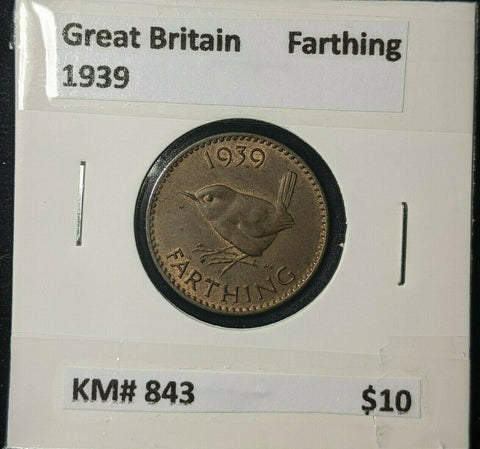 Great Britain Farthing
1939
1939
FARTHING
KM# 843 $10